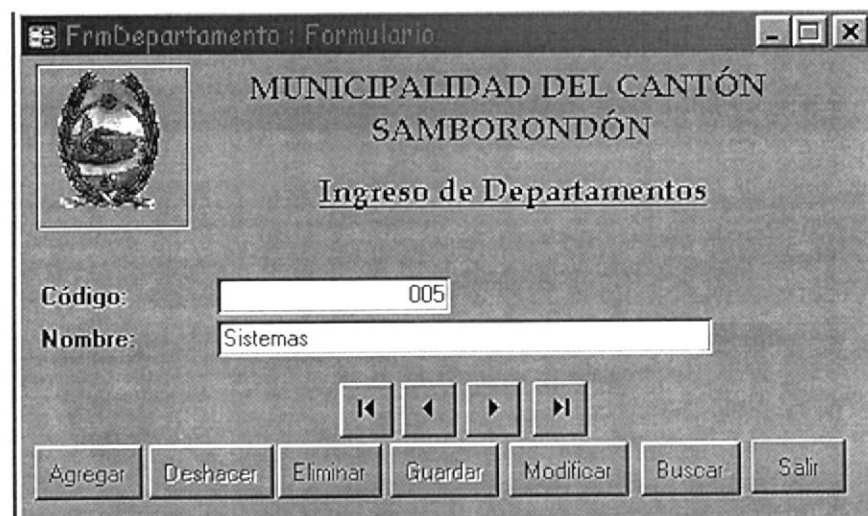 FrmDepartamento : Formulario
MUNICIPALIDAD DEL CANTÓN
SAMBORONDÓN
Ingreso de Departamentos
Código: 005
Nombre: Sistemas
Agregar Deshacer Eliminar Guardar Modificar Buscar Salir